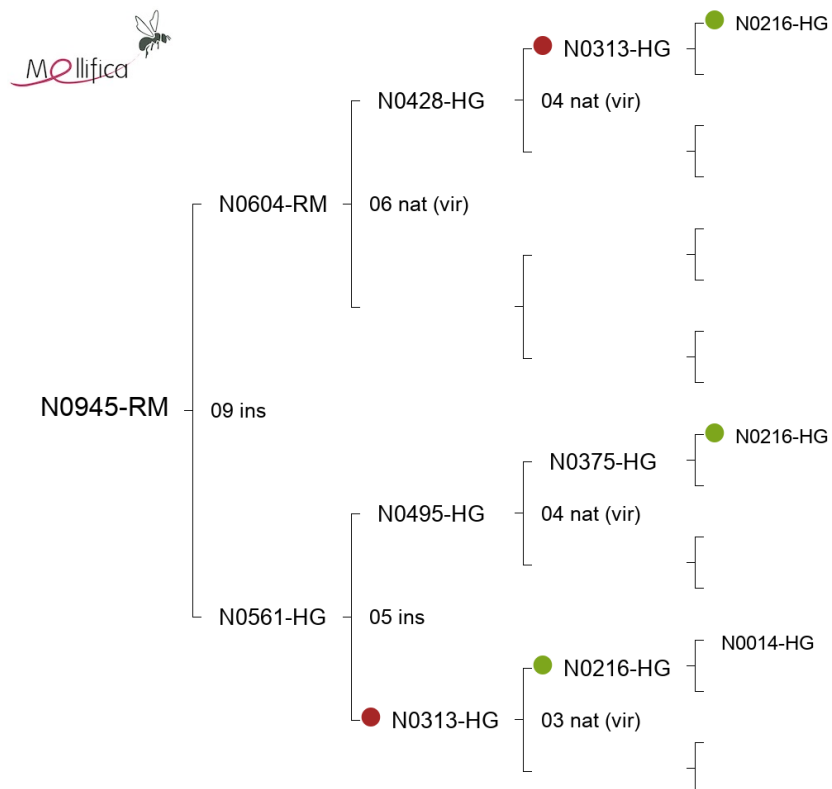 Mellifica
N0216-HG
N0313-HG
N0428-HG
04 nat (vir)
N0604-RM
06 nat (vir)
N0945-RM
09 ins
N0216-HG
N0375-HG
N0495-HG
04 nat (vir)
N0561-HG
05 ins
N0014-HG
N0216-HG
N0313-HG
03 nat (vir)